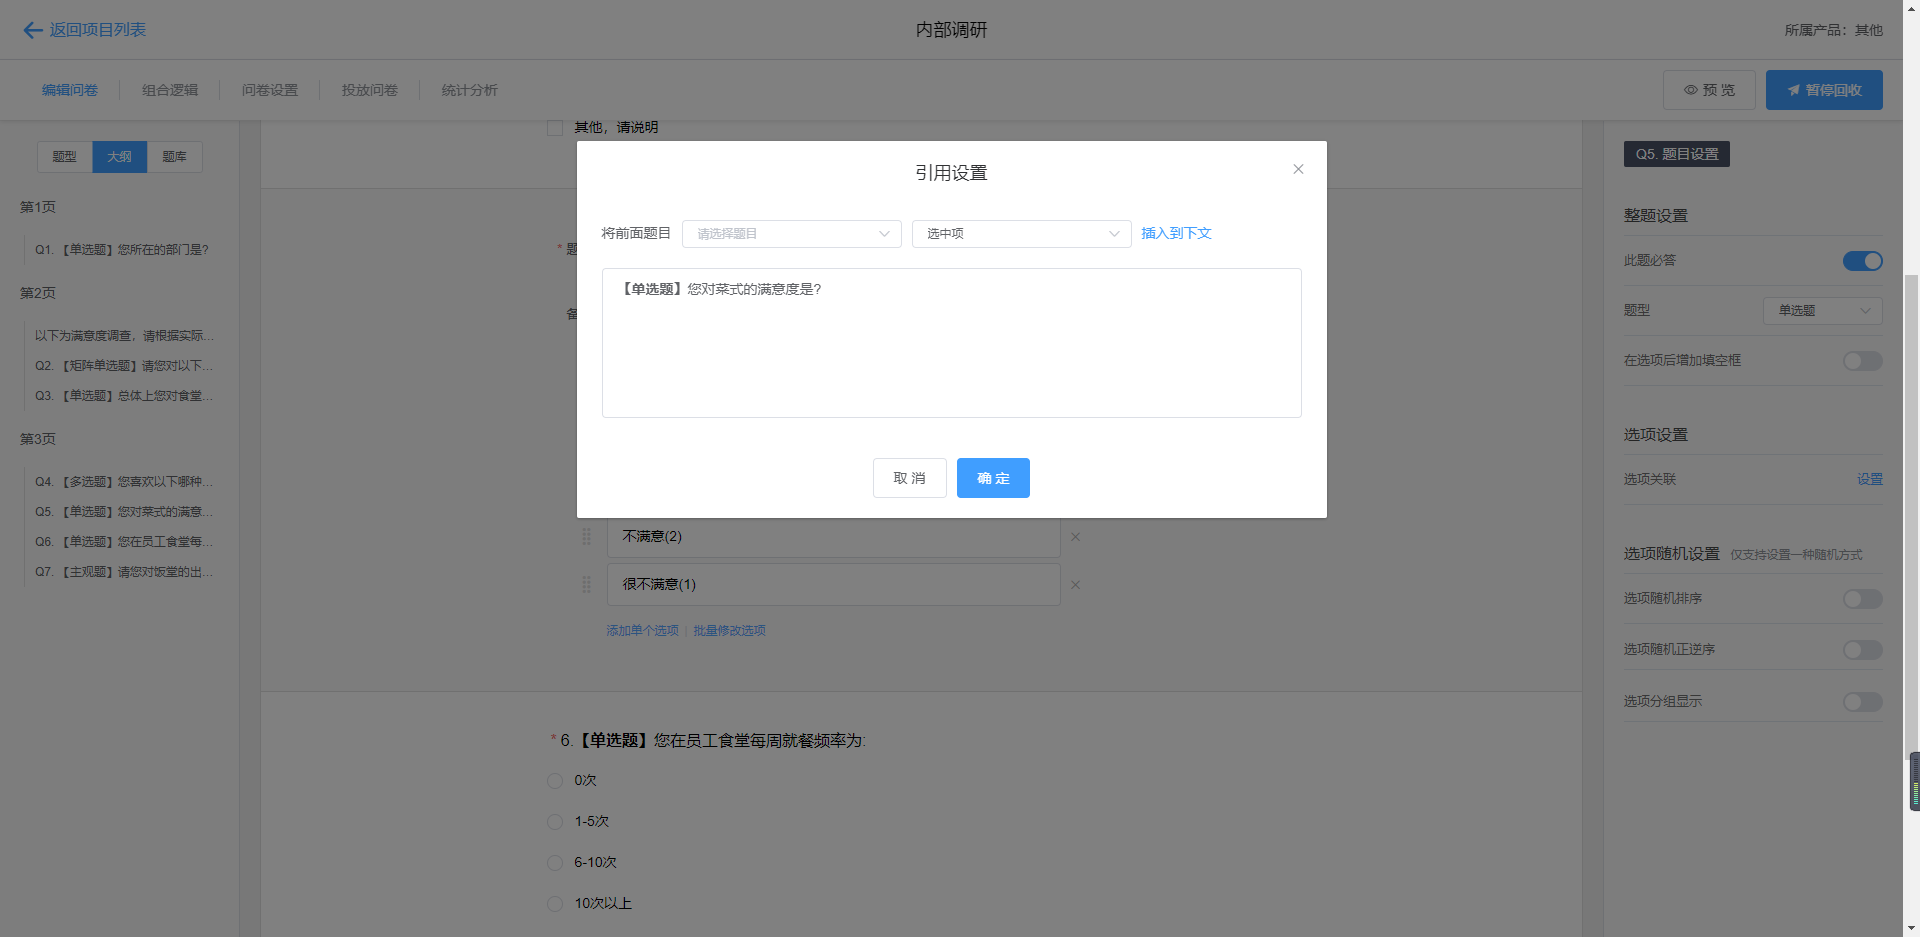 返回项目列表
内部调研
所属产品：其他
编辑问卷
组合逻辑
问卷设置
投放问卷
统计分析
预 览
暂停回收
题型
大纲
题库
第1页
Q1. 【单选题】您所在的部门是?
第2页
以下为满意度调查，请根据实际...
Q2. 【矩阵单选题】请您对以下...
Q3. 【单选题】总体上您对食堂...
第3页
Q4. 【多选题】您喜欢以下哪种...
Q5. 【单选题】您对菜式的满意...
Q6. 【单选题】您在员工食堂每...
Q7. 【主观题】请您对饭堂的出...
其他，请说明
* 题
备
引用设置
将前面题目
请选择题目
选中项
插入到下文
【单选题】您对菜式的满意度是?
取 消
确 定
不满意(2)
很不满意(1)
添加单个选项 | 批量修改选项
* 6.【单选题】您在员工食堂每周就餐频率为:
0次
1-5次
6-10次
10次以上
Q5. 题目设置
整题设置
此题必答
题型
单选题
在选项后增加填空框
选项设置
选项关联
设置
选项随机设置 仅支持设置一种随机方式
选项随机排序
选项随机正逆序
选项分组显示